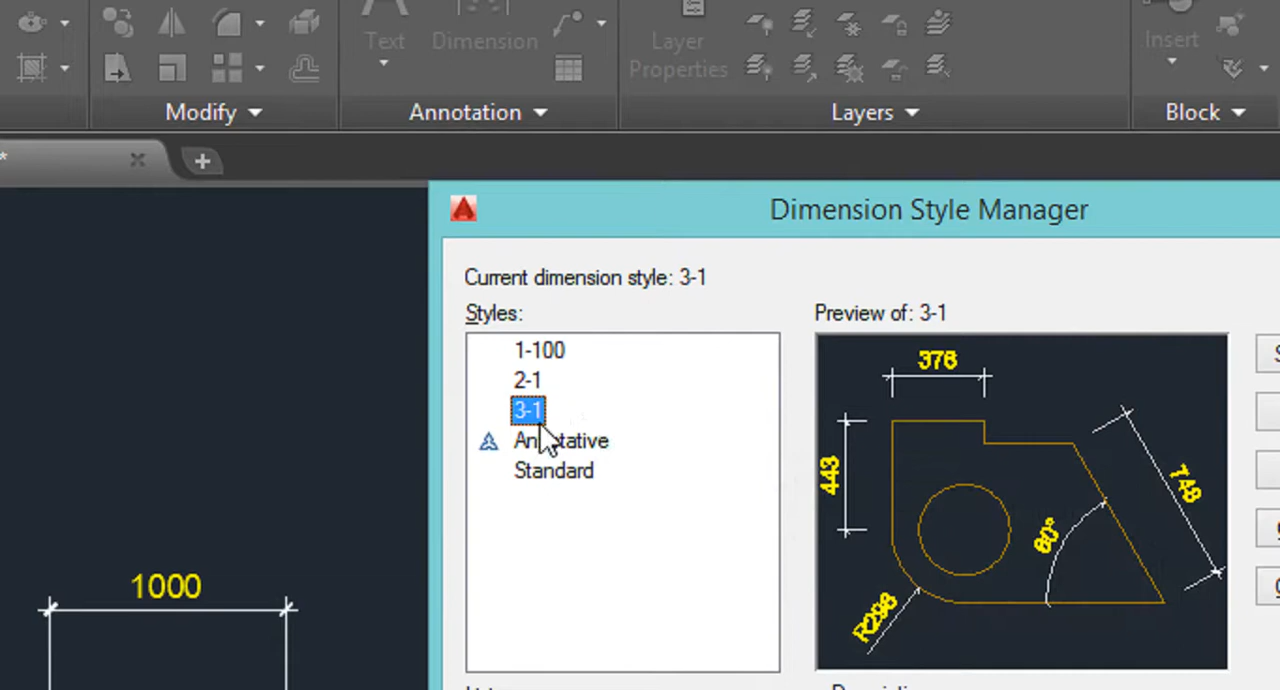 Text
Dimension
Layer
Properties
Insert
Modify
Annotation
Layers
Block
*
+
Dimension Style Manager
Current dimension style: 3-1
Styles:
Preview of: 3-1
1-100
2-1
3-1
Standard
376
443
748
60°
R298
1000